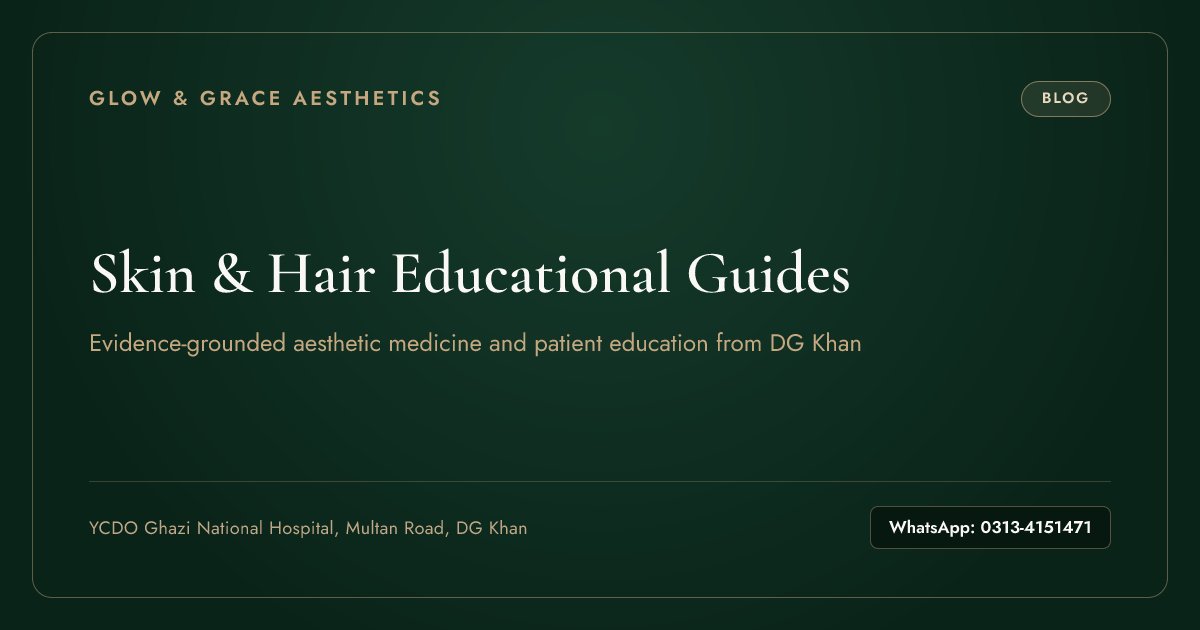 GLOW & GRACE AESTHETICS
BLOG
Skin & Hair Educational Guides
Evidence-grounded aesthetic medicine and patient education from DG Khan
YCDO Ghazi National Hospital, Multan Road, DG Khan
WhatsApp: 0313-4151471